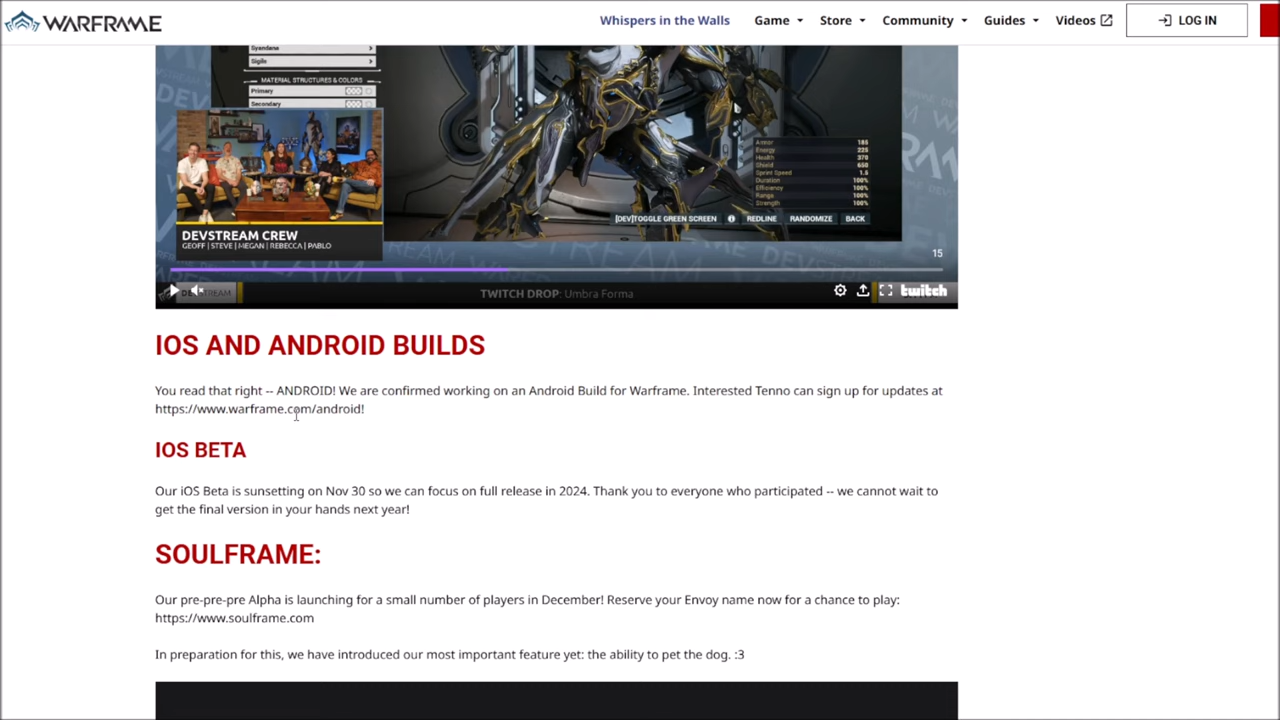 WARFRAME
Whispers in the Walls
Game
Store
Community
Guides
Videos
LOG IN
Syandana
Sigils
MATERIAL STRUCTURES & COLORS
Primary
Secondary
Armor 185
Energy 225
Health 370
Shield 650
Sprint Speed 1.5
Duration 100%
Efficiency 100%
Range 100%
Strength 100%
[DEV]TOGGLE GREEN SCREEN
REDLINE
RANDOMIZE
BACK
DEVSTREAM CREW
GEOFF | STEVE | MEGAN | REBECCA | PABLO
15
TWITCH DROP: Umbra Forma
twitch
IOS AND ANDROID BUILDS
You read that right -- ANDROID! We are confirmed working on an Android Build for Warframe. Interested Tenno can sign up for updates at
https://www.warframe.com/android!
IOS BETA
Our iOS Beta is sunsetting on Nov 30 so we can focus on full release in 2024. Thank you to everyone who participated -- we cannot wait to
get the final version in your hands next year!
SOULFRAME:
Our pre-pre-pre Alpha is launching for a small number of players in December! Reserve your Envoy name now for a chance to play:
https://www.soulframe.com
In preparation for this, we have introduced our most important feature yet: the ability to pet the dog. :3